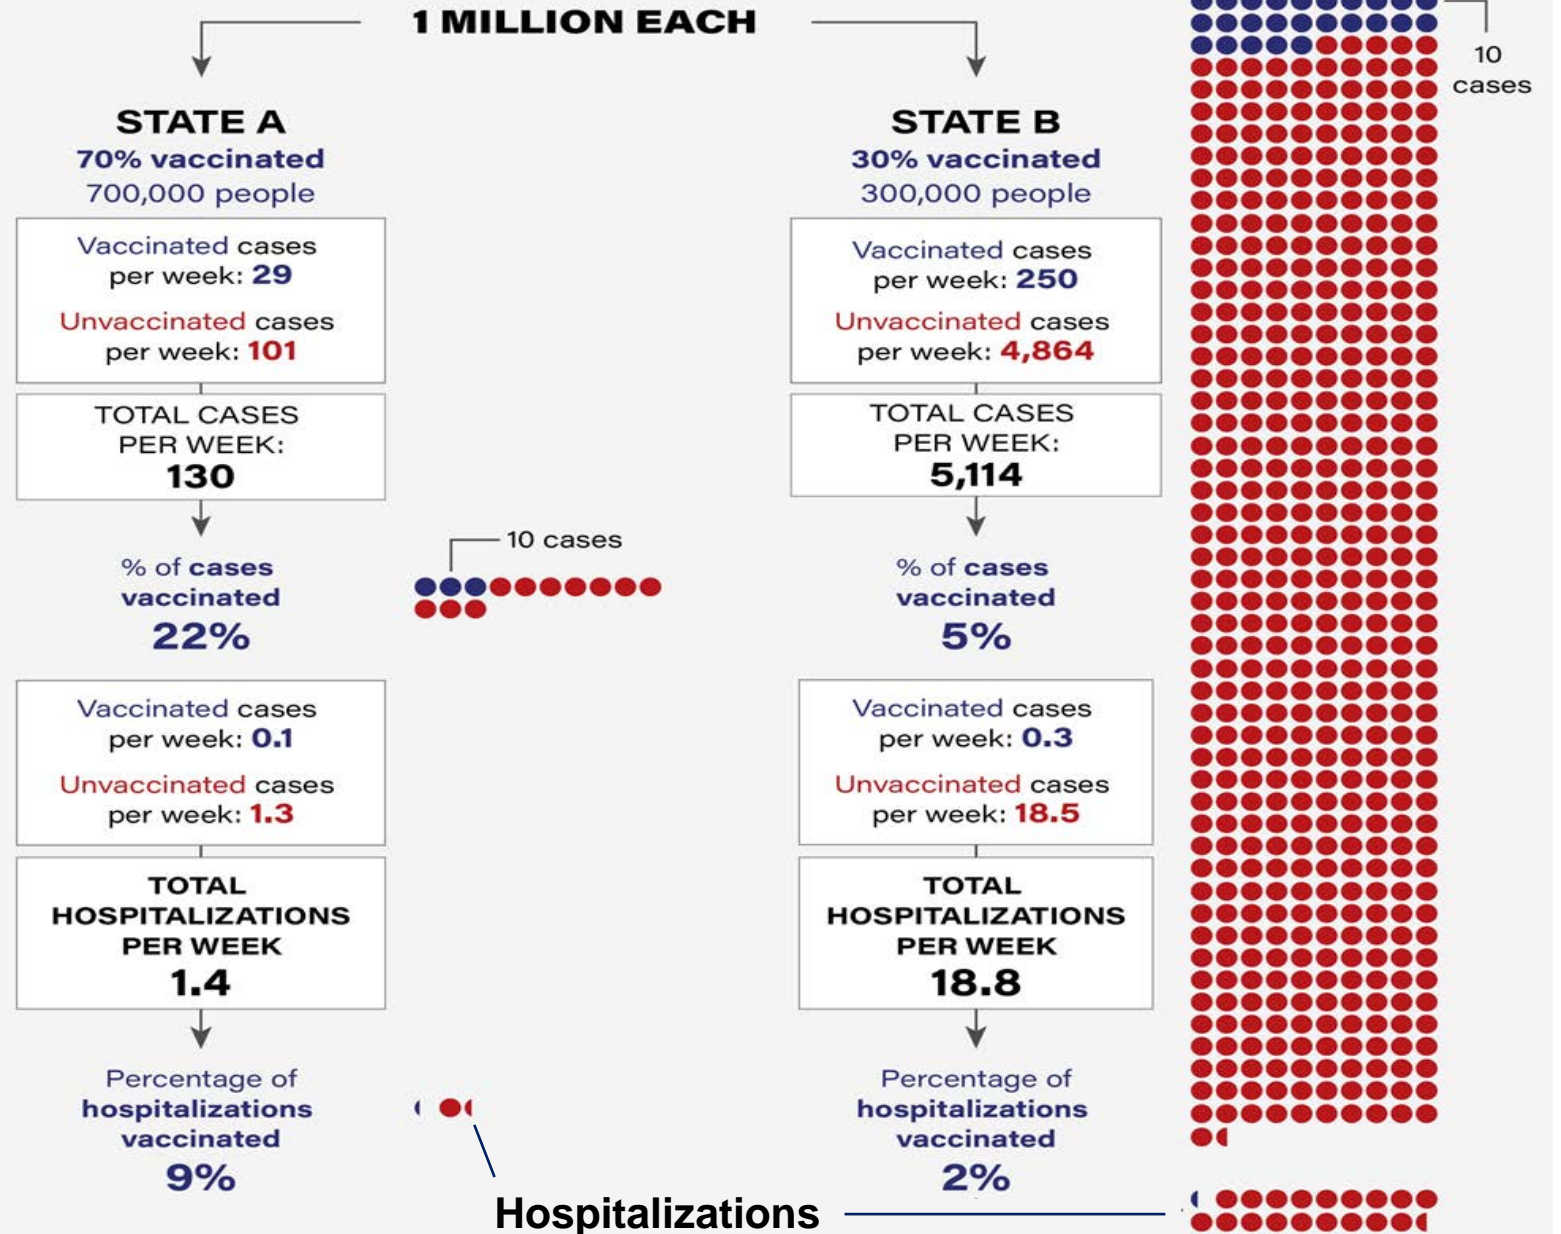 1 MILLION EACH
STATE A
70% vaccinated
700,000 people
Vaccinated cases
per week: 29
Unvaccinated cases
per week: 101
TOTAL CASES
PER WEEK:
130
% of cases
vaccinated
22%
10 cases
Vaccinated cases
per week: 0.1
Unvaccinated cases
per week: 1.3
TOTAL
HOSPITALIZATIONS
PER WEEK
1.4
Percentage of
hospitalizations
vaccinated
9%
STATE B
30% vaccinated
300,000 people
Vaccinated cases
per week: 250
Unvaccinated cases
per week: 4,864
TOTAL CASES
PER WEEK:
5,114
% of cases
vaccinated
5%
Vaccinated cases
per week: 0.3
Unvaccinated cases
per week: 18.5
TOTAL
HOSPITALIZATIONS
PER WEEK
18.8
Percentage of
hospitalizations
vaccinated
2%
10
cases
Hospitalizations